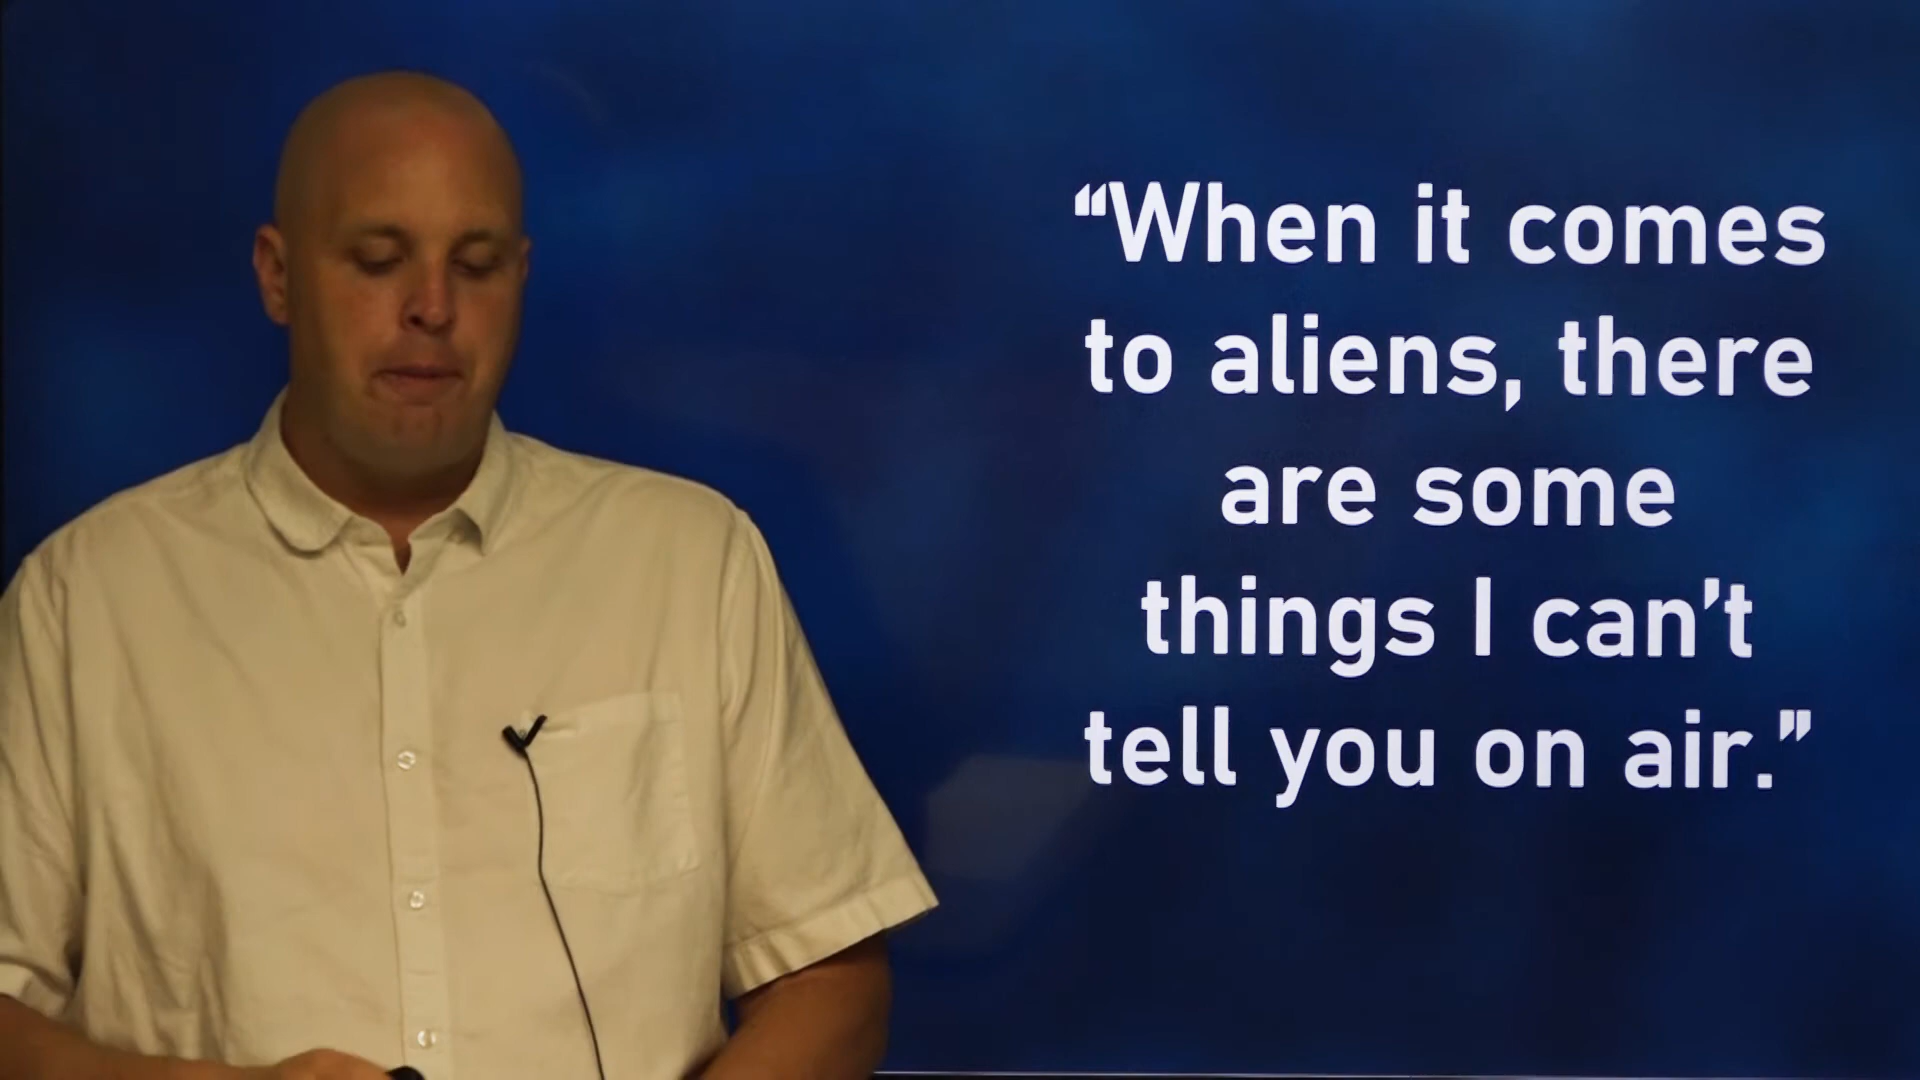 “When it comes
to aliens, there
are some
things I can’t
tell you on air.”